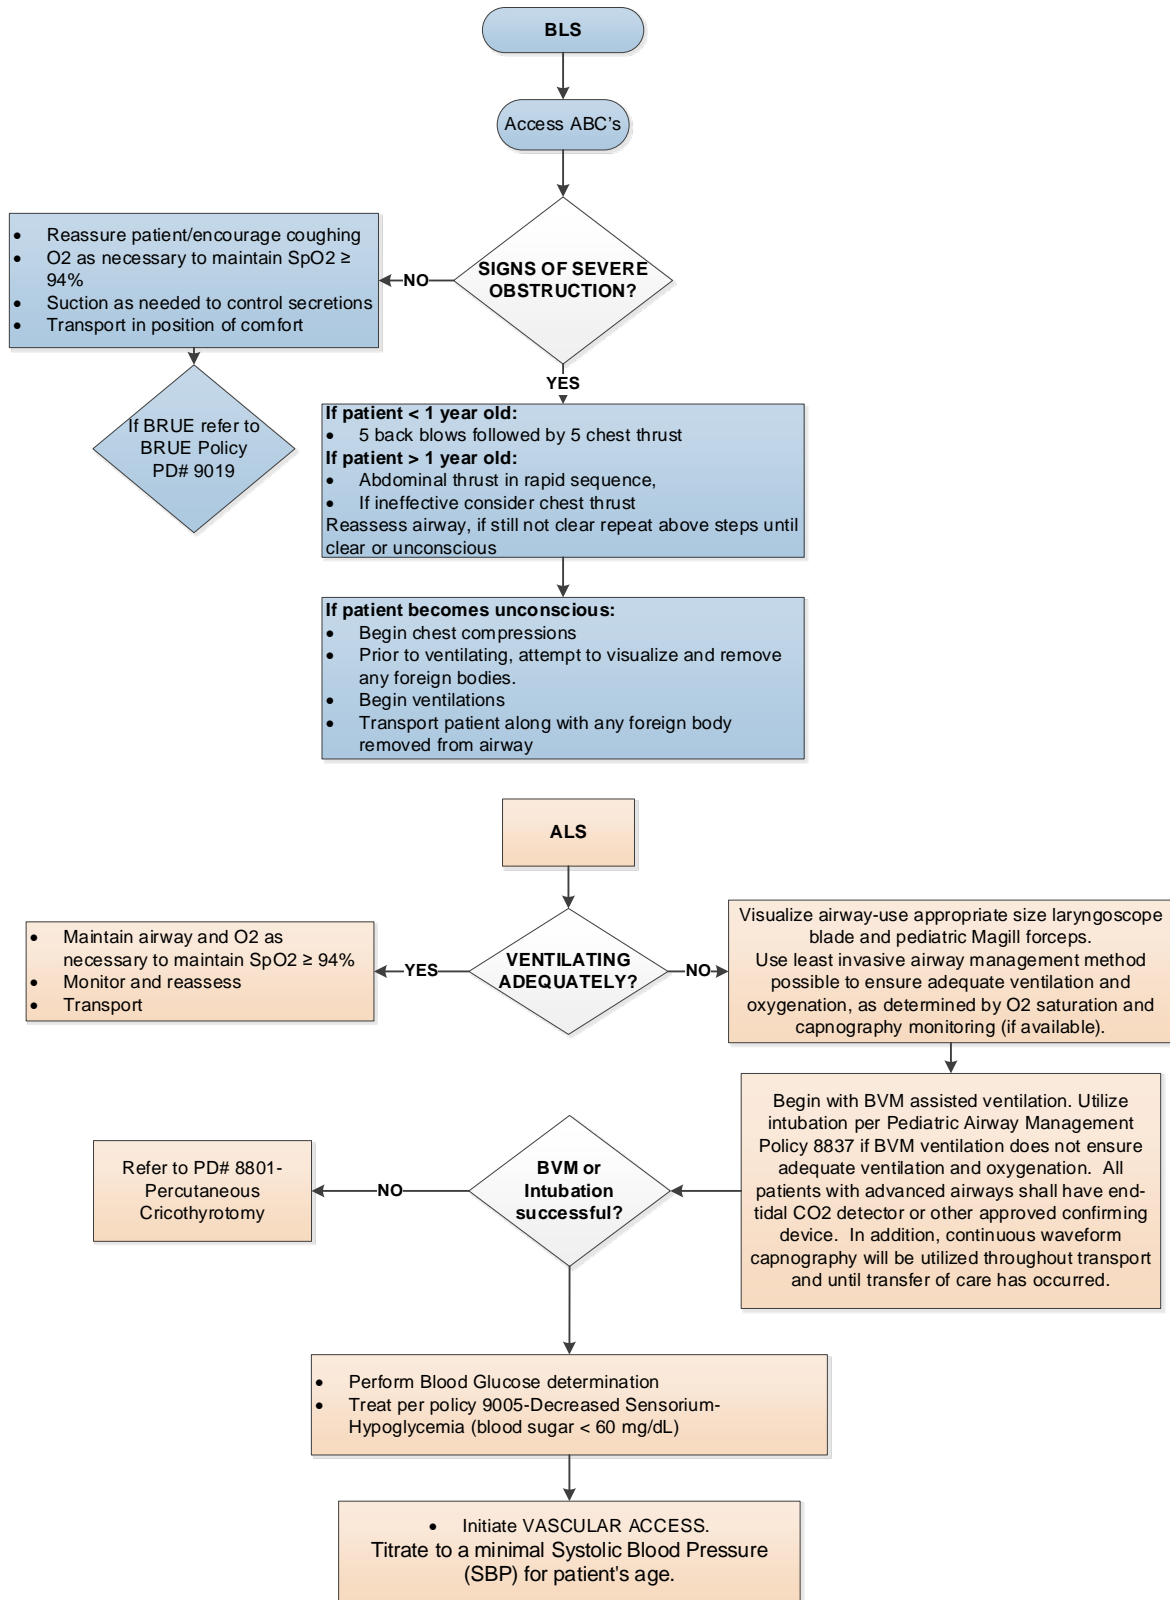 BLS
Access ABC's
SIGNS OF SEVERE
OBSTRUCTION?
NO
• Reassure patient/encourage coughing
• O2 as necessary to maintain SpO2 ≥
94%
• Suction as needed to control secretions
• Transport in position of comfort
If BRUE refer to
BRUE Policy
PD# 9019
YES
If patient < 1 year old:
• 5 back blows followed by 5 chest thrust
If patient > 1 year old:
• Abdominal thrust in rapid sequence,
• If ineffective consider chest thrust
Reassess airway, if still not clear repeat above steps until
clear or unconscious
If patient becomes unconscious:
• Begin chest compressions
• Prior to ventilating, attempt to visualize and remove
any foreign bodies.
• Begin ventilations
• Transport patient along with any foreign body
removed from airway
ALS
VENTILATING
ADEQUATELY?
YES
• Maintain airway and O2 as
necessary to maintain SpO2 ≥ 94%
• Monitor and reassess
• Transport
NO
Visualize airway-use appropriate size laryngoscope
blade and pediatric Magill forceps.
Use least invasive airway management method
possible to ensure adequate ventilation and
oxygenation, as determined by O2 saturation and
capnography monitoring (if available).
Begin with BVM assisted ventilation. Utilize
intubation per Pediatric Airway Management
Policy 8837 if BVM ventilation does not ensure
adequate ventilation and oxygenation. All
patients with advanced airways shall have end-
tidal CO2 detector or other approved confirming
device. In addition, continuous waveform
capnography will be utilized throughout transport
and until transfer of care has occurred.
BVM or
Intubation
successful?
NO
Refer to PD# 8801-
Percutaneous
Cricothyrotomy
• Perform Blood Glucose determination
• Treat per policy 9005-Decreased Sensorium-
Hypoglycemia (blood sugar < 60 mg/dL)
• Initiate VASCULAR ACCESS.
Titrate to a minimal Systolic Blood Pressure
(SBP) for patient's age.